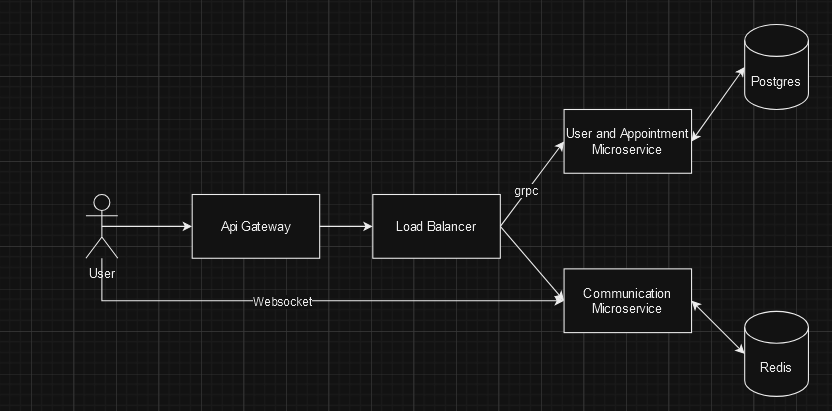 Postgres
User and Appointment
Microservice
grpc
Api Gateway
Load Balancer
User
Websocket
Communication
Microservice
Redis